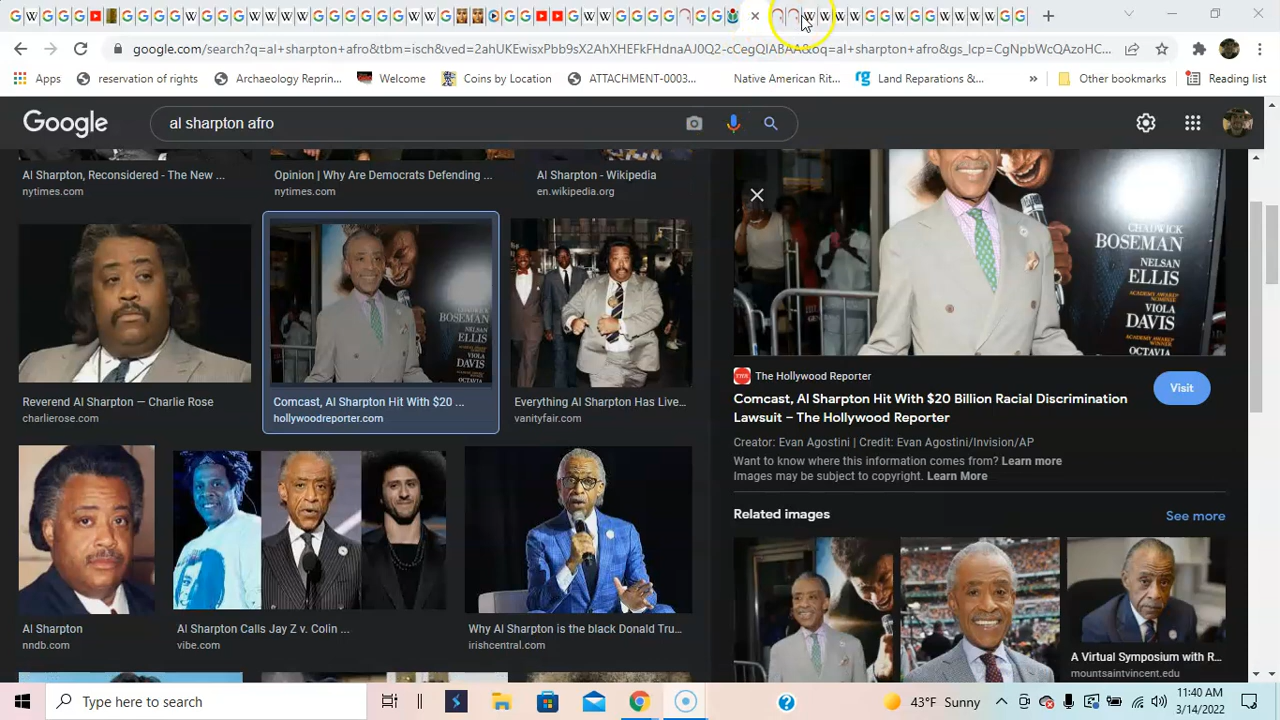 google.com/search?q=al+sharpton+afro&tbm=isch&ved=2ahUKEwisxPbb9sX2AhXHEFkFHdnaAJ0Q2-cCegQIABAA&oq=al+sharpton+afro&gs_lcp=CgNpbWcQAzoHC...
Apps
reservation of rights
Archaeology Reprin...
Welcome
Coins by Location
ATTACHMENT-0003...
Native American Rit...
Land Reparations &...
»
Other bookmarks
Reading list
Google
al sharpton afro
Al Sharpton, Reconsidered - The New ...
nytimes.com
Opinion | Why Are Democrats Defending ...
nytimes.com
Al Sharpton - Wikipedia
en.wikipedia.org
Reverend Al Sharpton — Charlie Rose
charlierose.com
BOSEMAN
NELSAN
ELLIS
VIOLA
DAVIS
OCTAVIA
Comcast, Al Sharpton Hit With $20 ...
hollywoodreporter.com
Everything Al Sharpton Has Live...
vanityfair.com
Al Sharpton
nndb.com
Al Sharpton Calls Jay Z v. Colin ...
vibe.com
Why Al Sharpton is the black Donald Tru...
irishcentral.com
CHADWICK
BOSEMAN
NELSAN
ELLIS
ACADEMY AWARD
NOMINEE
VIOLA
DAVIS
ACADEMY AWARD
WINNER
OCTAVIA
The Hollywood Reporter
Visit
Comcast, Al Sharpton Hit With $20 Billion Racial Discrimination
Lawsuit – The Hollywood Reporter
Creator: Evan Agostini | Credit: Evan Agostini/Invision/AP
Want to know where this information comes from? Learn more
Images may be subject to copyright. Learn More
Related images
See more
A Virtual Symposium with R...
mountsaintvincent.edu
Type here to search
43°F Sunny
11:40 AM
3/14/2022